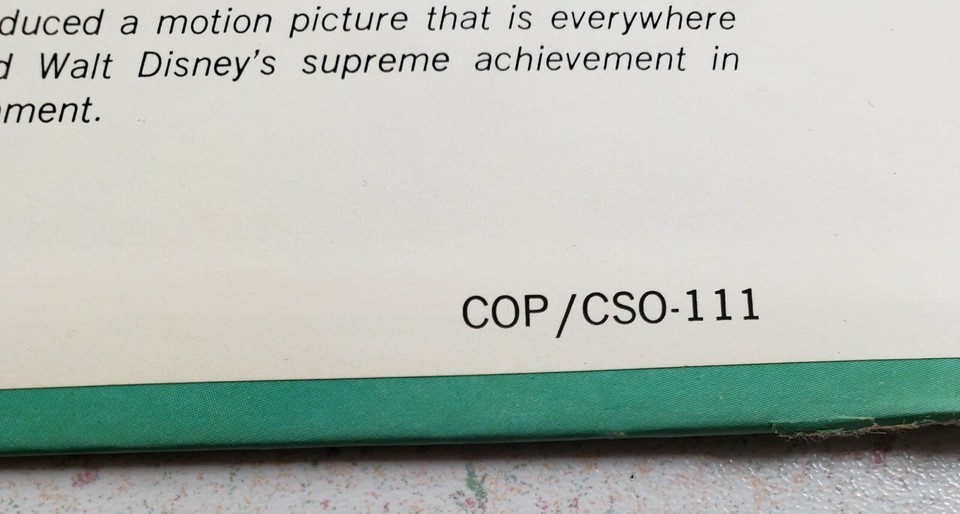 duced a motion picture that is everywhere
d Walt Disney's supreme achievement in
ment.
COP/CSO-111